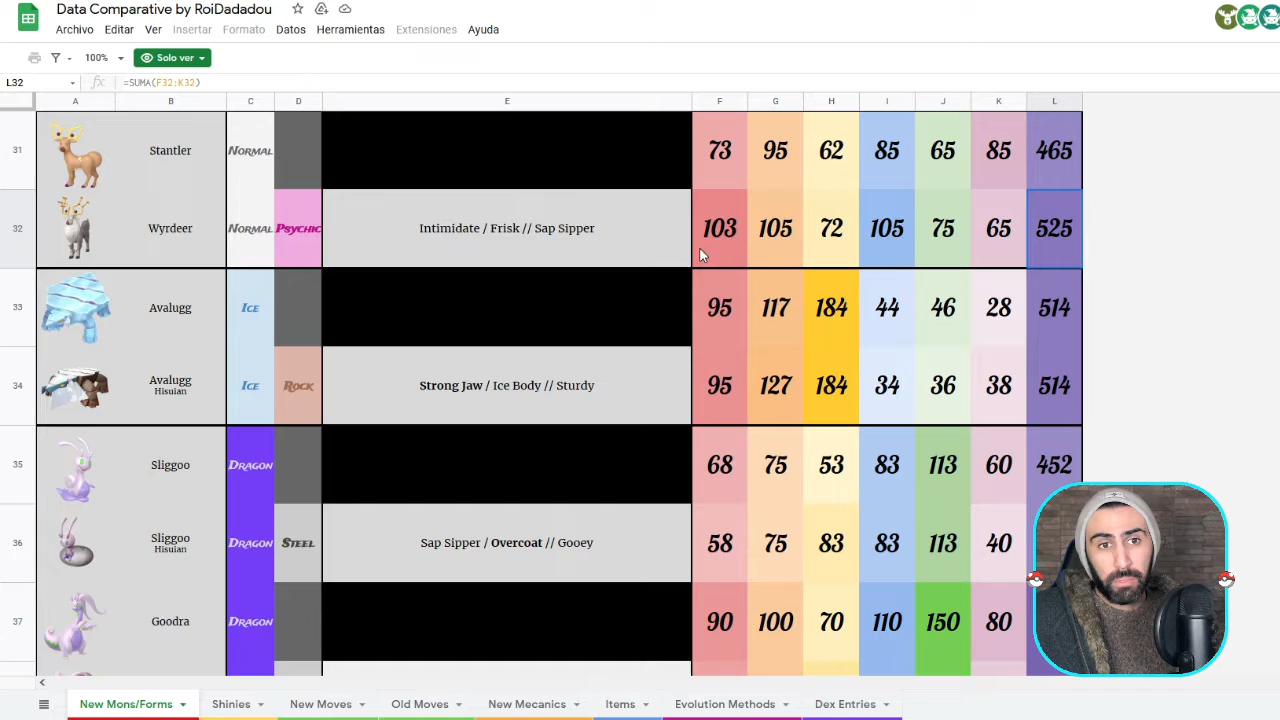 Data Comparative by RoiDadadou
Archivo Editar Ver Insertar Formato Datos Herramientas Extensiones Ayuda
100% Solo ver
L32 fx =SUMA(F32:K32)
A B C D E F G H I J K L
31 Stantler NORMAL 73 95 62 85 65 85 465
32 Wyrdeer NORMAL PSYCHIC Intimidate / Frisk // Sap Sipper 103 105 72 105 75 65 525
33 Avalugg ICE 95 117 184 44 46 28 514
34 Avalugg ICE ROCK Strong Jaw / Ice Body // Sturdy 95 127 184 34 36 38 514
Hisuian
35 Sliggoo DRAGON 68 75 53 83 113 60 452
36 Sliggoo DRAGON STEEL Sap Sipper / Overcoat // Gooey 58 75 83 83 113 40
Hisuian
37 Goodra DRAGON 90 100 70 110 150 80
New Mons/Forms Shinies New Moves Old Moves New Mecanics Items Evolution Methods Dex Entries